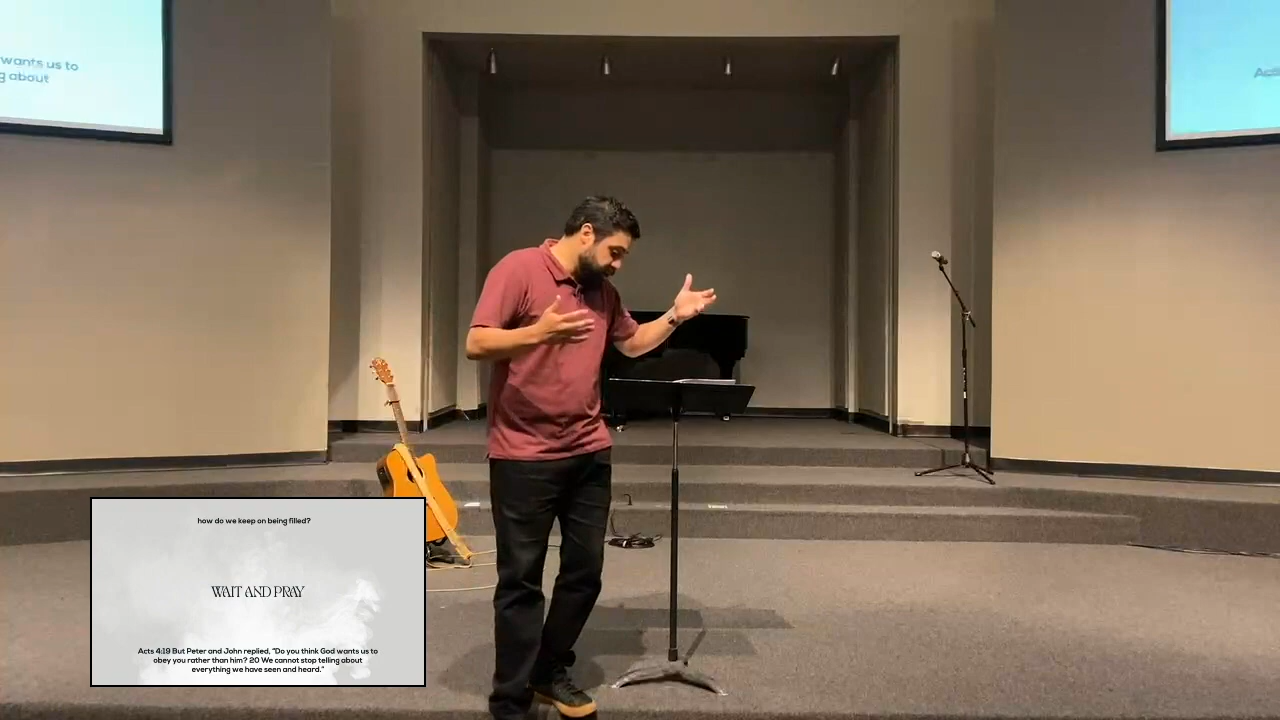 wants us to
g about
Act
how do we keep on being filled?
WAIT AND PRAY
Acts 4:19 But Peter and John replied, “Do you think God wants us to
obey you rather than him? 20 We cannot stop telling about
everything we have seen and heard.”